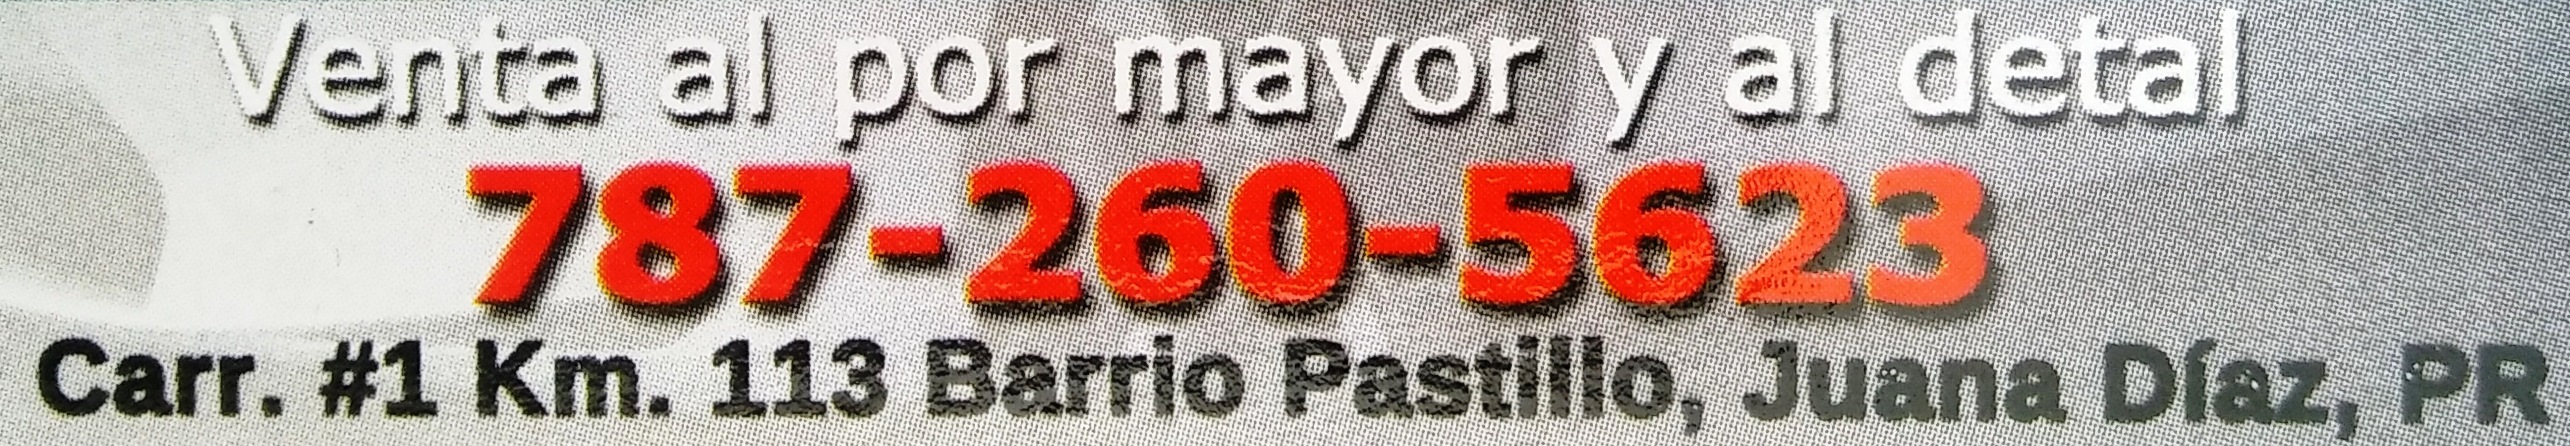 Venta al por mayor y al detal
787-260-5623
Carr. #1 Km. 113 Barrio Pastillo, Juana Díaz, PR